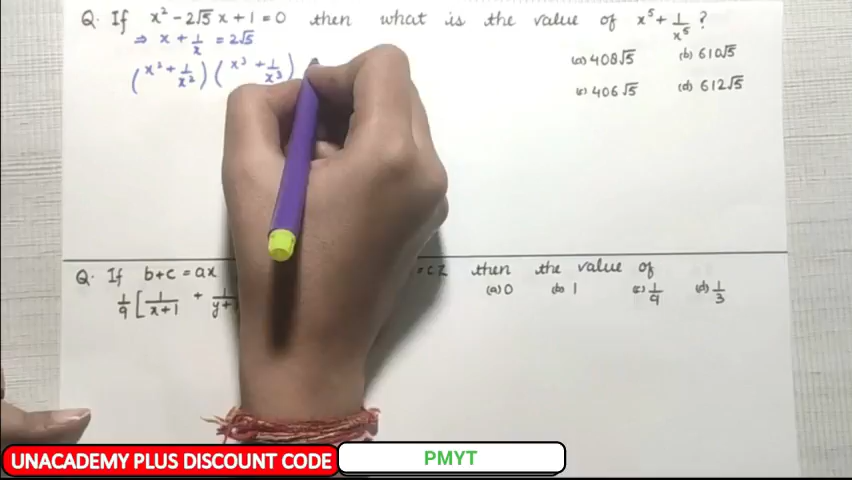 Q. If x² - 2√5 x + 1 = 0 then what is the value of x⁵ + 1/x⁵ ?
⇒ x + 1/x = 2√5
(x² + 1/x²) (x³ + 1/x³)
(a) 408√5 (b) 610√5
(c) 406√5 (d) 612√5
Q. If b+c = ax = cz then the value of
1/9 [ 1/x+1 + 1/y+
(a) 0 (b) 1 (c) 1/9 (d) 1/3
UNACADEMY PLUS DISCOUNT CODE PMYT